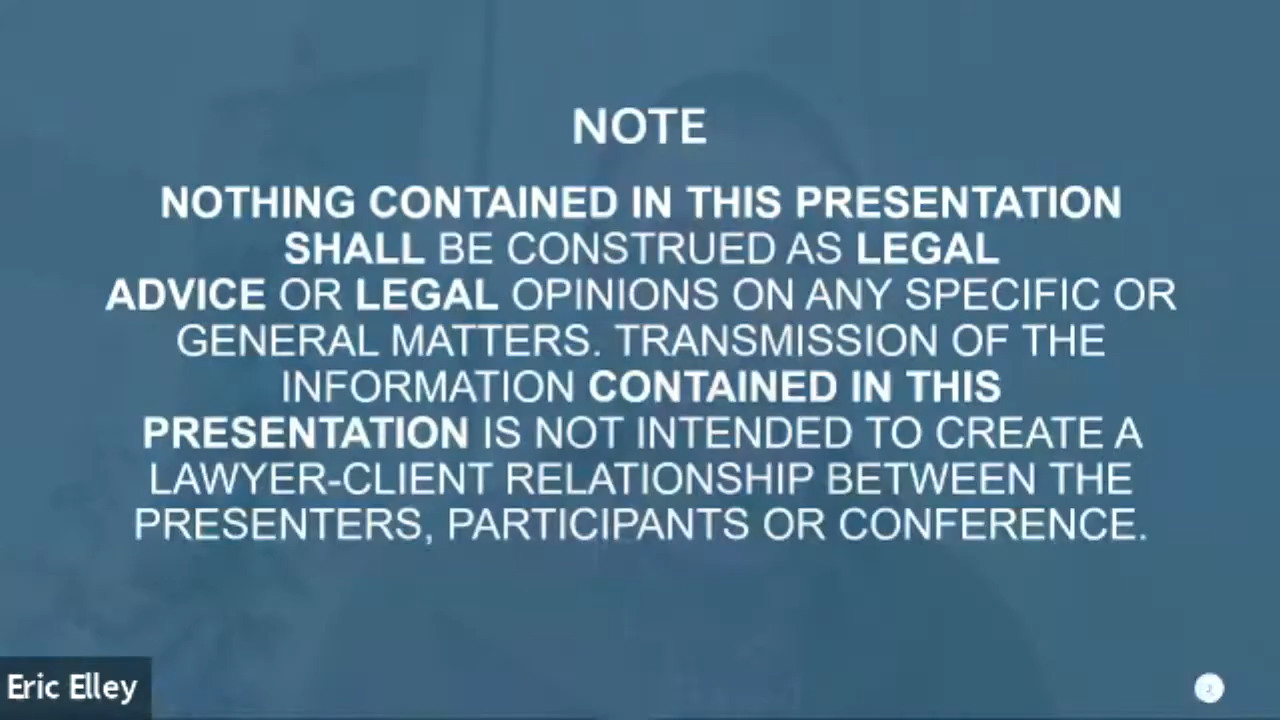 NOTE
NOTHING CONTAINED IN THIS PRESENTATION
SHALL BE CONSTRUED AS LEGAL
ADVICE OR LEGAL OPINIONS ON ANY SPECIFIC OR
GENERAL MATTERS. TRANSMISSION OF THE
INFORMATION CONTAINED IN THIS
PRESENTATION IS NOT INTENDED TO CREATE A
LAWYER-CLIENT RELATIONSHIP BETWEEN THE
PRESENTERS, PARTICIPANTS OR CONFERENCE.
Eric Elley
2